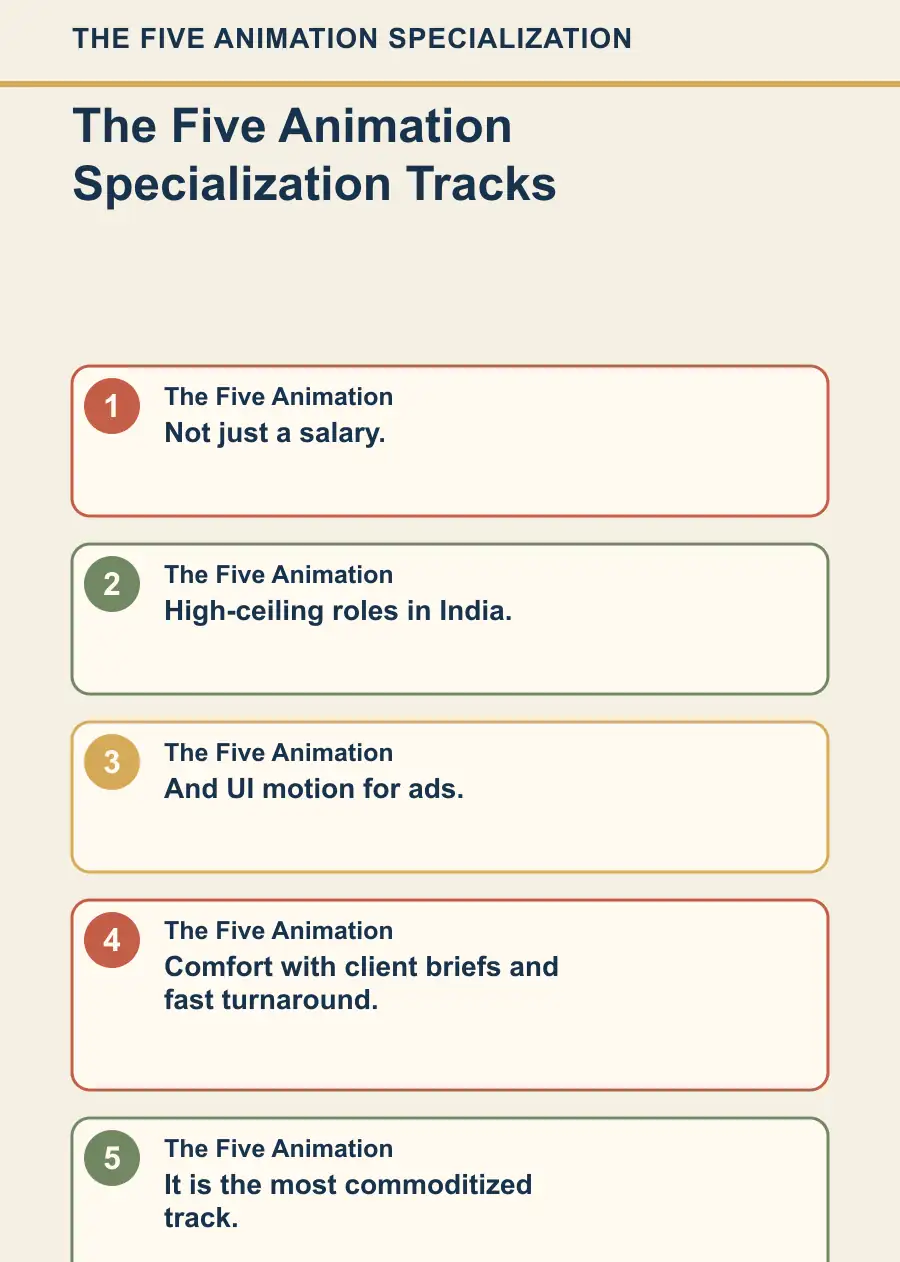 THE FIVE ANIMATION SPECIALIZATION
The Five Animation
Specialization Tracks
1
The Five Animation
Not just a salary.
2
The Five Animation
High-ceiling roles in India.
3
The Five Animation
And UI motion for ads.
4
The Five Animation
Comfort with client briefs and
fast turnaround.
5
The Five Animation
It is the most commoditized
track.